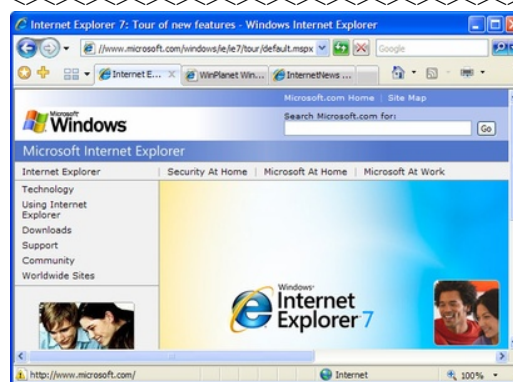 Internet Explorer 7: Tour of new features - Windows Internet Explorer
//www.microsoft.com/windows/ie/ie7/tour/default.mspx
Google
Internet E...
WinPlanet Win...
InternetNews ...
Microsoft.com Home | Site Map
Microsoft
Windows
Search Microsoft.com for:
Go
Microsoft Internet Explorer
Internet Explorer | Security At Home | Microsoft At Home | Microsoft At Work
Technology
Using Internet
Explorer
Downloads
Support
Community
Worldwide Sites
Windows
Internet
Explorer 7
http://www.microsoft.com/
Internet
100%